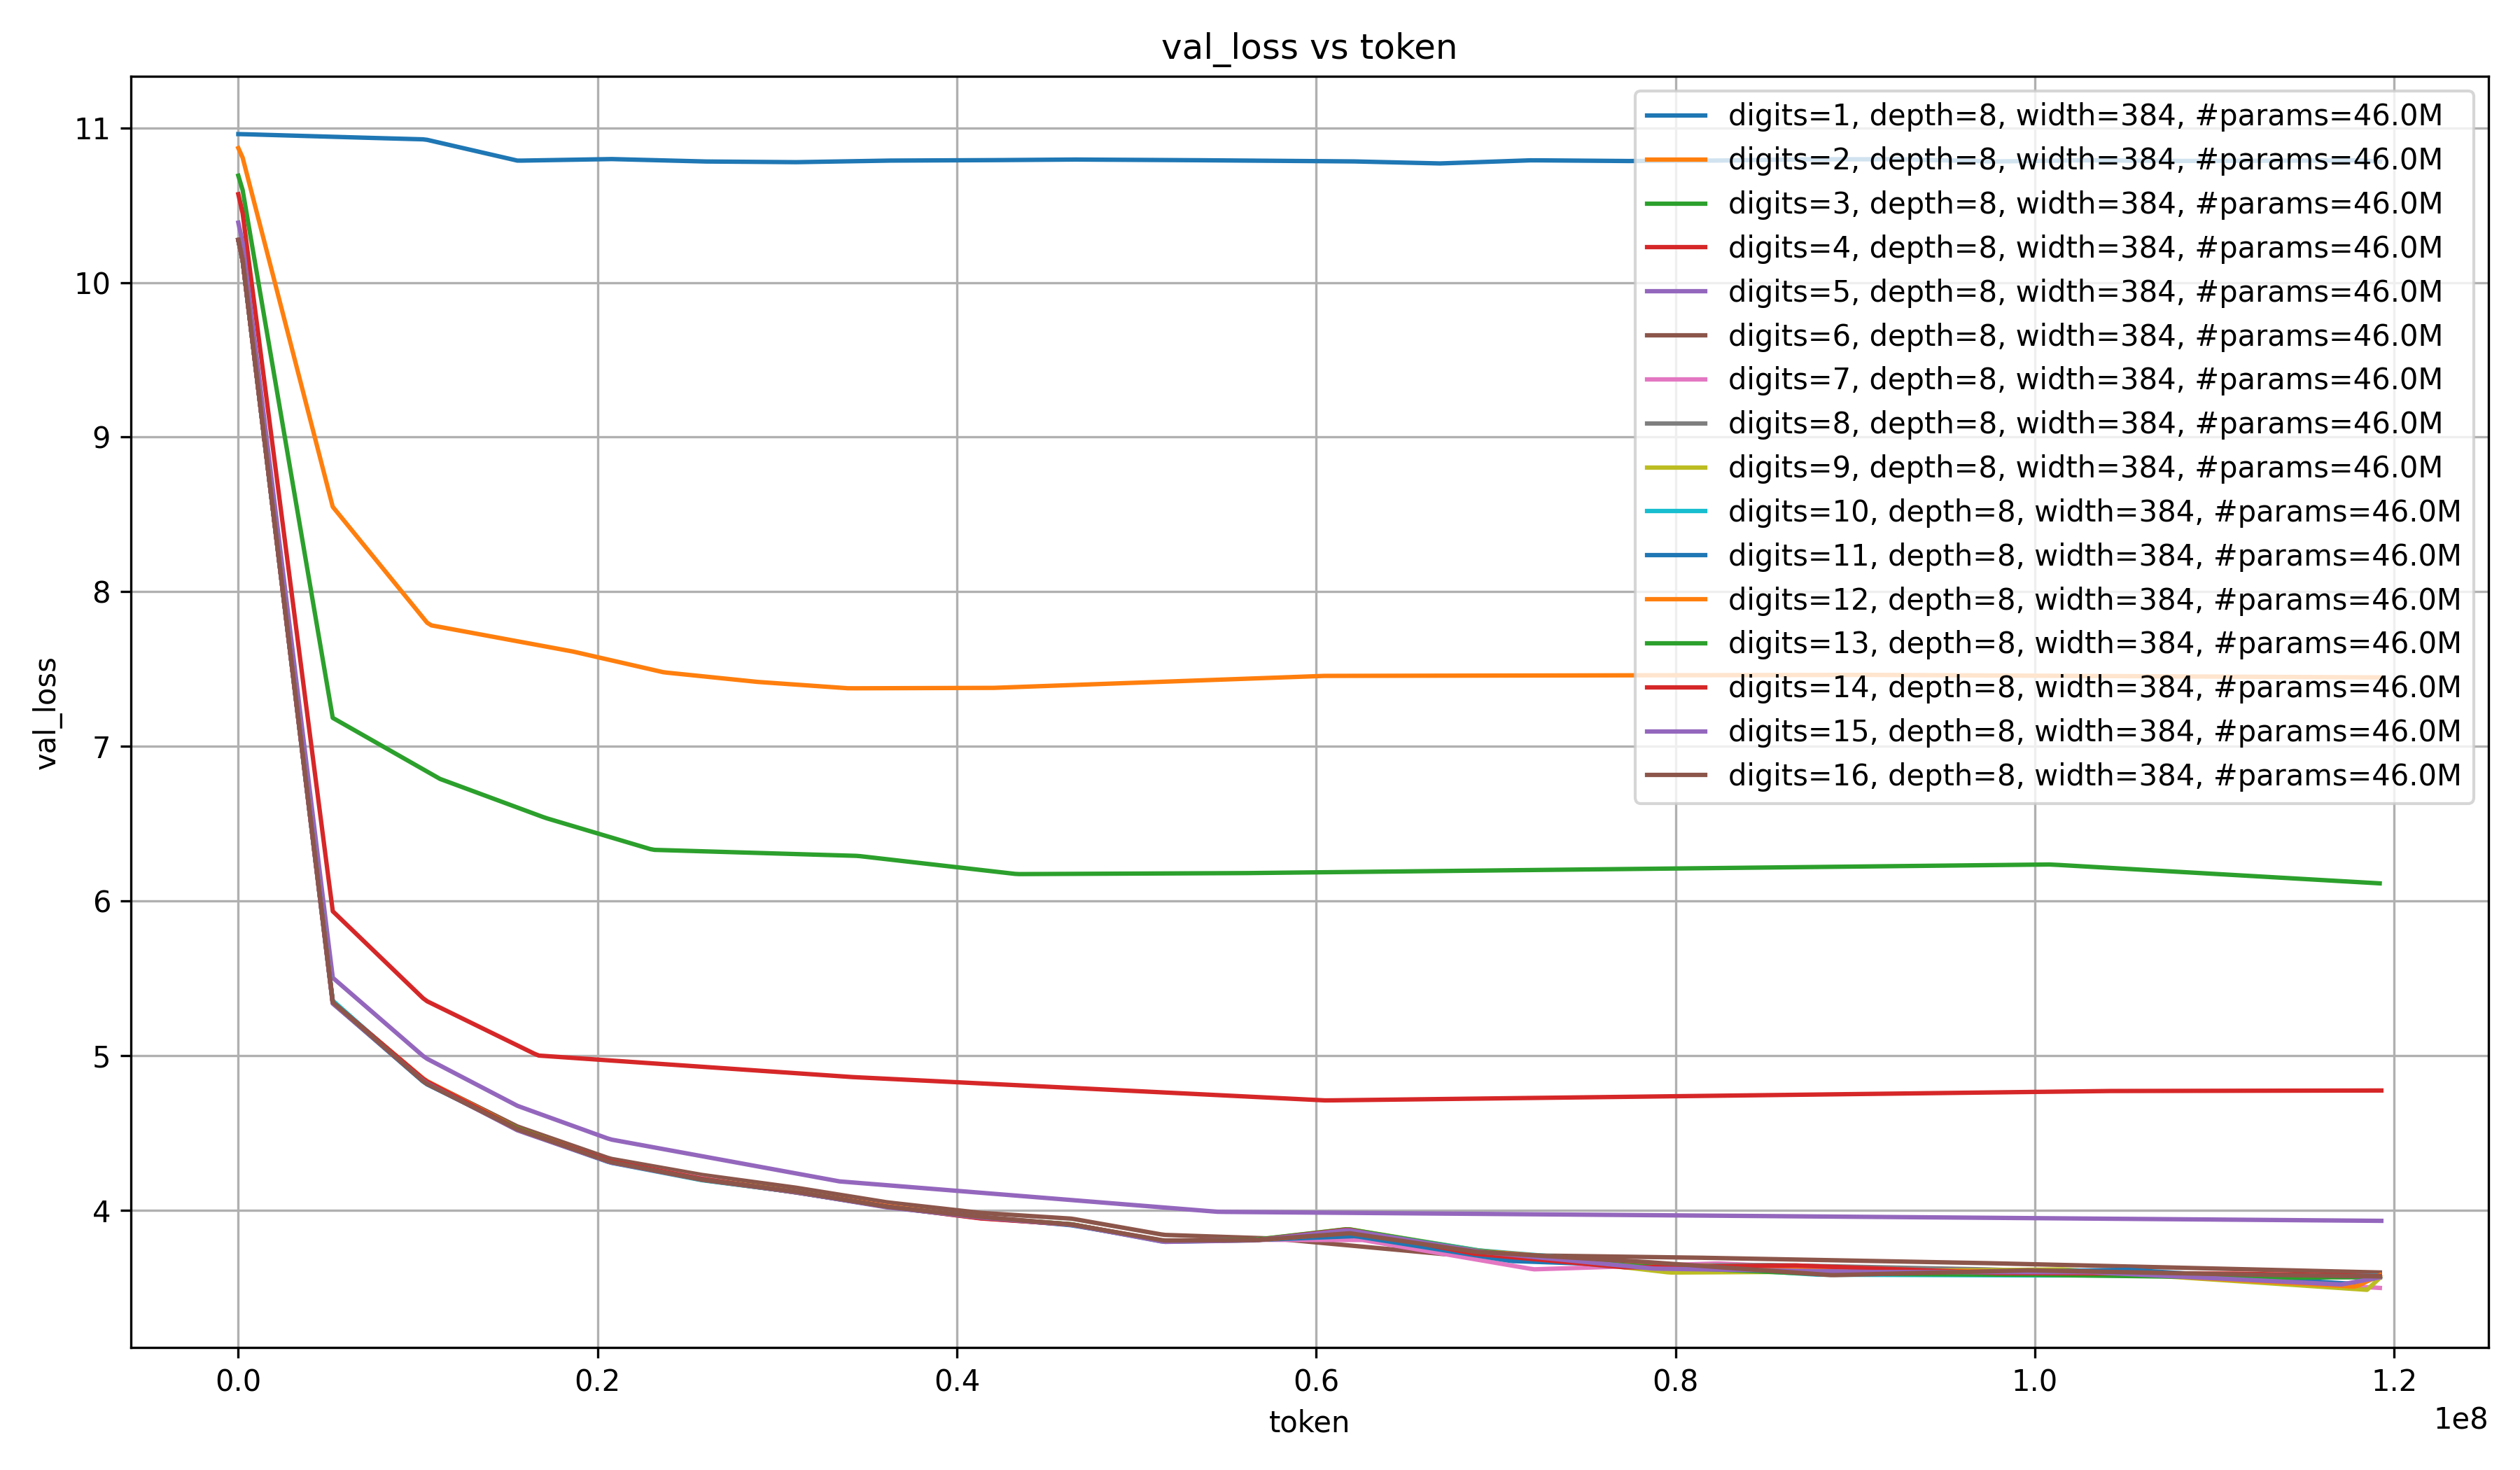 val_loss vs token
11
10
9
8
7
6
5
4
val_loss
digits=1, depth=8, width=384, #params=46.0M
digits=2, depth=8, width=384, #params=46.0M
digits=3, depth=8, width=384, #params=46.0M
digits=4, depth=8, width=384, #params=46.0M
digits=5, depth=8, width=384, #params=46.0M
digits=6, depth=8, width=384, #params=46.0M
digits=7, depth=8, width=384, #params=46.0M
digits=8, depth=8, width=384, #params=46.0M
digits=9, depth=8, width=384, #params=46.0M
digits=10, depth=8, width=384, #params=46.0M
digits=11, depth=8, width=384, #params=46.0M
digits=12, depth=8, width=384, #params=46.0M
digits=13, depth=8, width=384, #params=46.0M
digits=14, depth=8, width=384, #params=46.0M
digits=15, depth=8, width=384, #params=46.0M
digits=16, depth=8, width=384, #params=46.0M
0.0 0.2 0.4 0.6 0.8 1.0 1.2
1e8
token